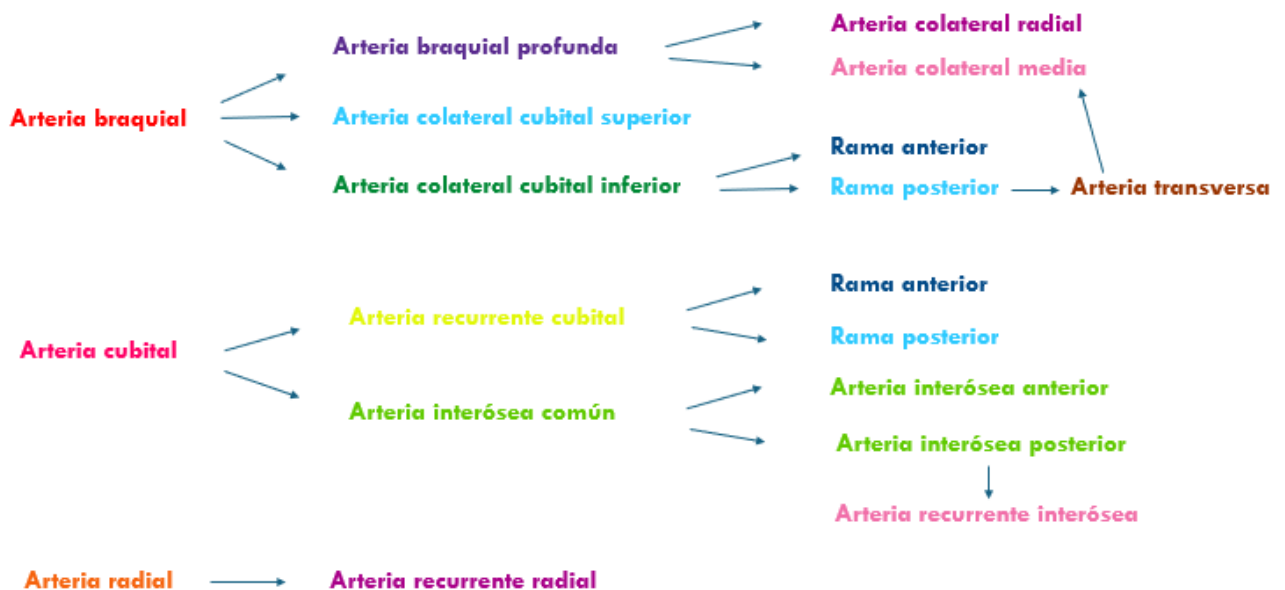 Arteria braquial
Arteria braquial profunda
Arteria colateral radial
Arteria colateral media
Arteria colateral cubital superior
Arteria colateral cubital inferior
Rama anterior
Rama posterior
Arteria transversa
Arteria cubital
Arteria recurrente cubital
Rama anterior
Rama posterior
Arteria interósea común
Arteria interósea anterior
Arteria interósea posterior
Arteria recurrente interósea
Arteria radial
Arteria recurrente radial